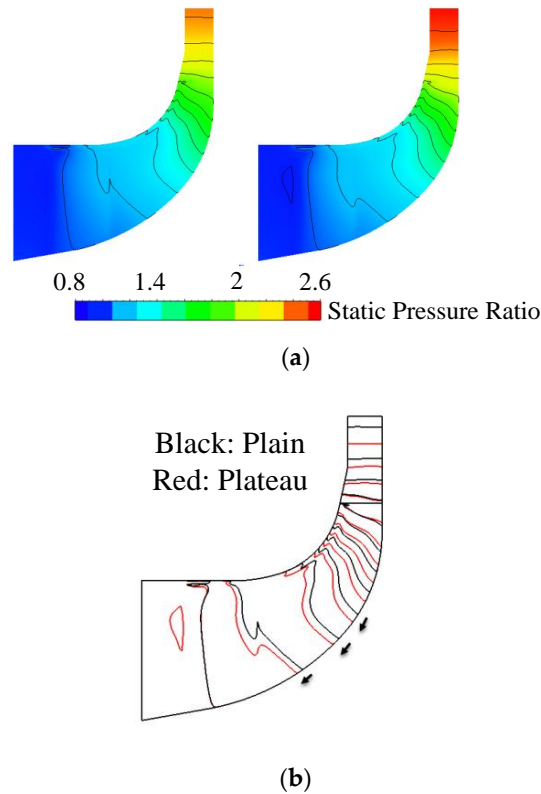 0.8 1.4 2 2.6
Static Pressure Ratio
(a)
Black: Plain
Red: Plateau
(b)